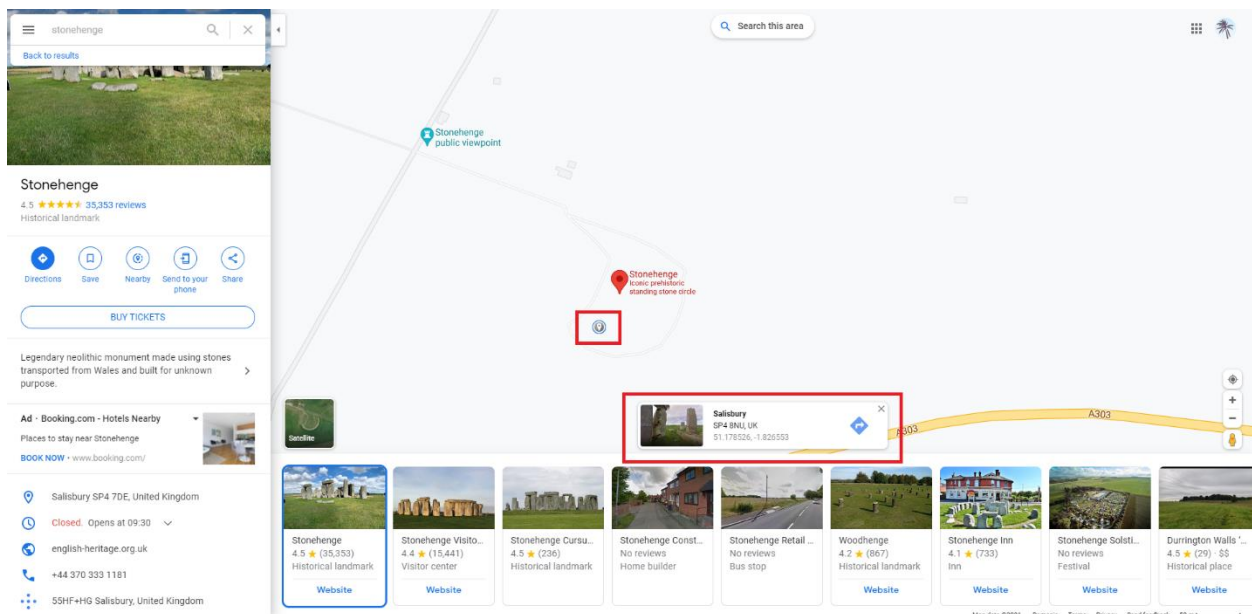 stonehenge
Back to results
Stonehenge
4.5 ★★★★★ 35,353 reviews
Historical landmark
Directions
Save
Nearby
Send to your
phone
Share
BUY TICKETS
Legendary neolithic monument made using stones
transported from Wales and built for unknown
purpose.
Ad · Booking.com - Hotels Nearby
Places to stay near Stonehenge
BOOK NOW · www.booking.com/
Salisbury SP4 7DE, United Kingdom
Closed. Opens at 09:30
english-heritage.org.uk
+44 370 333 1181
55HF+HG Salisbury, United Kingdom
Search this area
Stonehenge
public viewpoint
Stonehenge
Iconic prehistoric
standing stone circle
Satellite
Salisbury
SP4 8NU, UK
51.178526, -1.826553
A303
A303
Stonehenge
4.5 ★ (35,353)
Historical landmark
Website
Stonehenge Visito...
4.4 ★ (15,441)
Visitor center
Website
Stonehenge Cursu...
4.5 ★ (236)
Historical landmark
Stonehenge Const...
No reviews
Home builder
Website
Stonehenge Retail ...
No reviews
Bus stop
Woodhenge
4.2 ★ (867)
Historical landmark
Website
Stonehenge Inn
4.1 ★ (733)
Inn
Website
Stonehenge Solsti...
No reviews
Festival
Website
Durrington Walls '...
4.5 ★ (29) · $$
Historical place
Website